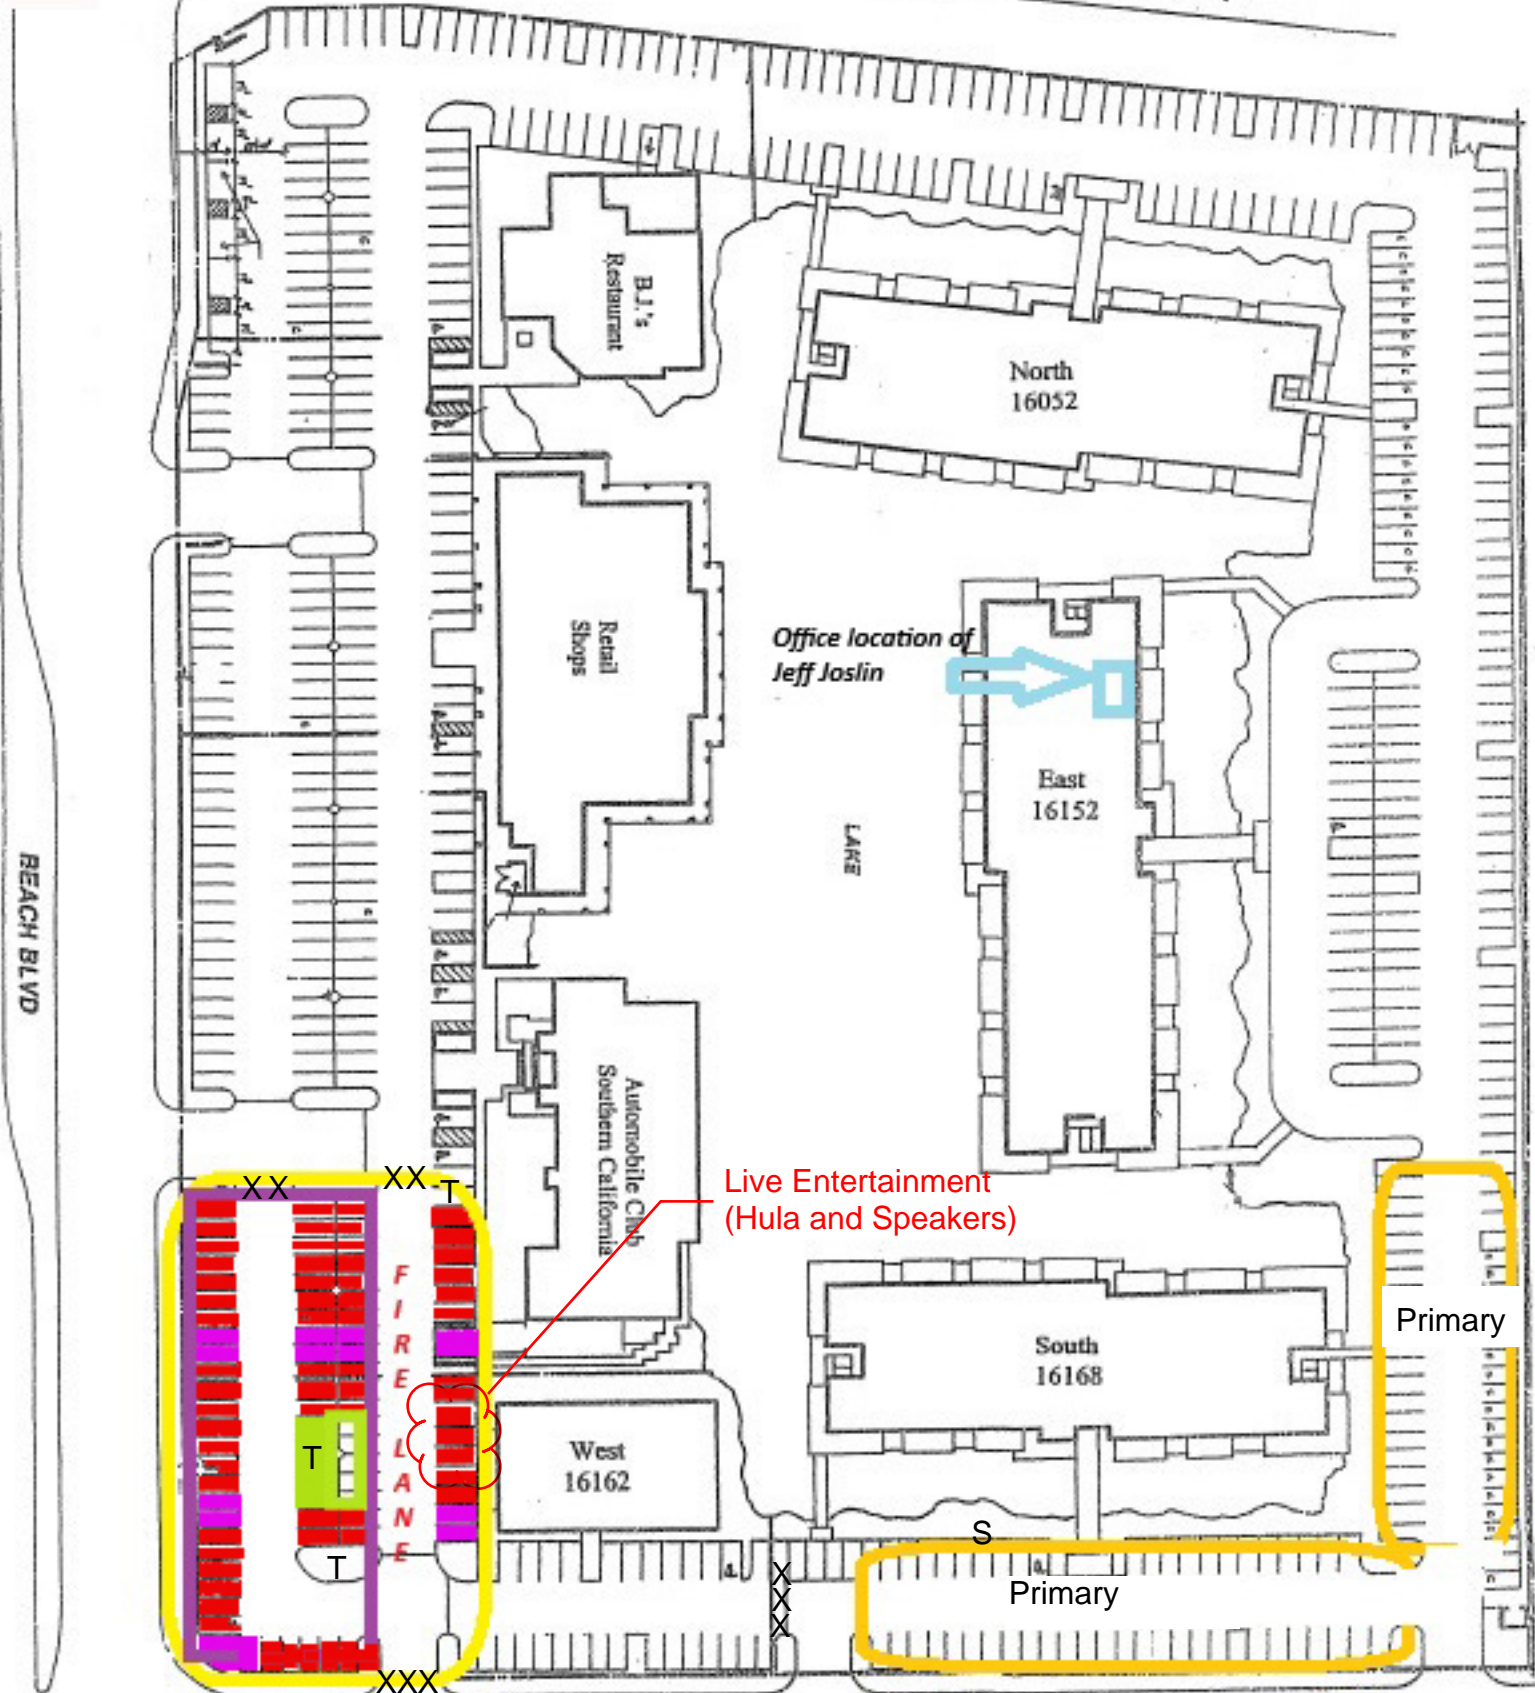 B.J.'s
Restaurant
North
16052
Retail
Shops
Office location of
Jeff Joslin
East
16152
LAKE
BEACH BLVD
Automobile Club
Southern California
XX
XX
T
Live Entertainment
(Hula and Speakers)
FIRE LANE
Primary
South
16168
T
West
16162
S
T
X
X
X
Primary
XXX